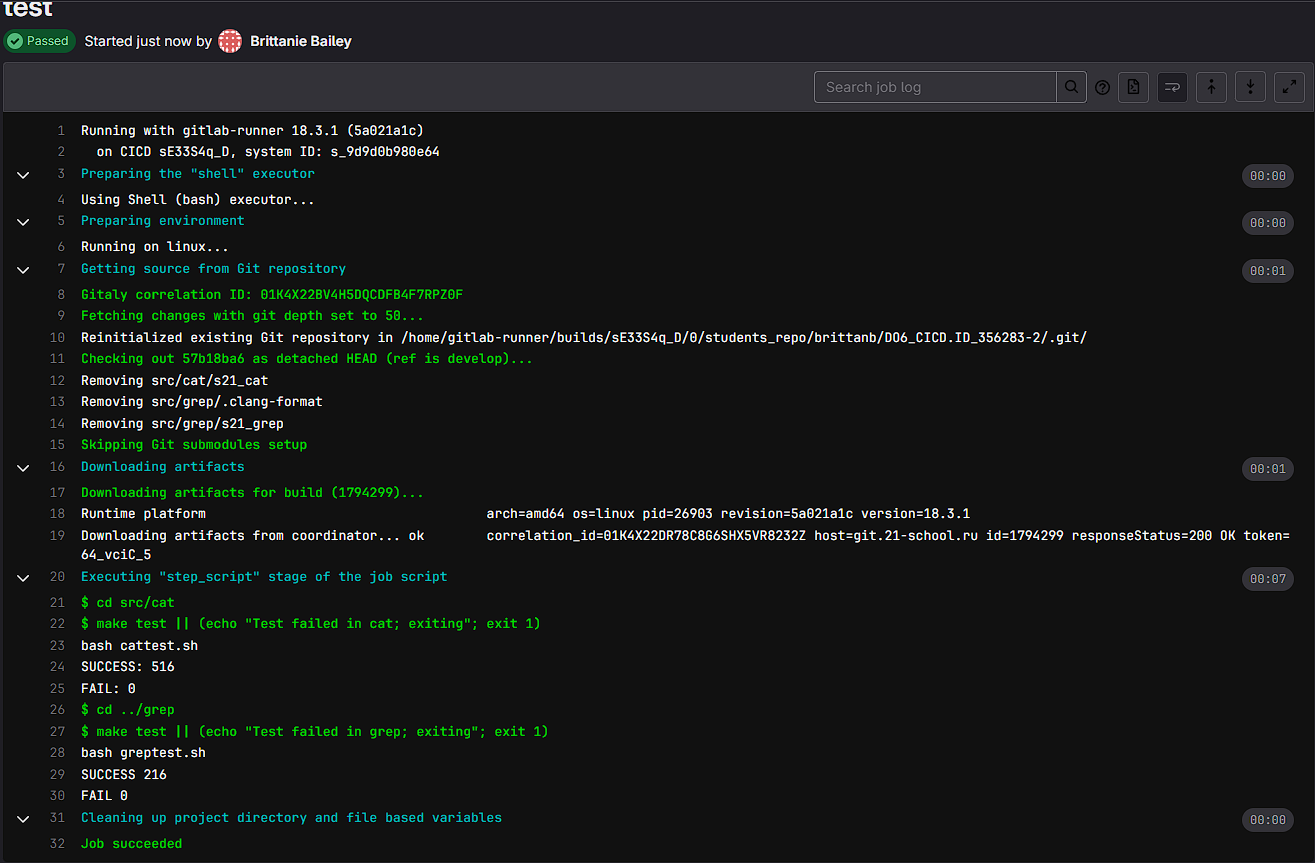 test
Passed Started just now by Brittanie Bailey
Search job log
1 Running with gitlab-runner 18.3.1 (5a021a1c)
2 on CICD sE33S4q_D, system ID: s_9d9d0b980e64
3 Preparing the "shell" executor 00:00
4 Using Shell (bash) executor...
5 Preparing environment 00:00
6 Running on linux...
7 Getting source from Git repository 00:01
8 Gitaly correlation ID: 01K4X22BV4H5DQCDFB4F7RPZ0F
9 Fetching changes with git depth set to 50...
10 Reinitialized existing Git repository in /home/gitlab-runner/builds/sE33S4q_D/0/students_repo/brittanb/DO6_CICD.ID_356283-2/.git/
11 Checking out 57b18ba6 as detached HEAD (ref is develop)...
12 Removing src/cat/s21_cat
13 Removing src/grep/.clang-format
14 Removing src/grep/s21_grep
15 Skipping Git submodules setup
16 Downloading artifacts 00:01
17 Downloading artifacts for build (1794299)...
18 Runtime platform arch=amd64 os=linux pid=26903 revision=5a021a1c version=18.3.1
19 Downloading artifacts from coordinator... ok correlation_id=01K4X22DR78C8G6SHX5VR8232Z host=git.21-school.ru id=1794299 responseStatus=200 OK token=
64_vciC_5
20 Executing "step_script" stage of the job script 00:07
21 $ cd src/cat
22 $ make test || (echo "Test failed in cat; exiting"; exit 1)
23 bash cattest.sh
24 SUCCESS: 516
25 FAIL: 0
26 $ cd ../grep
27 $ make test || (echo "Test failed in grep; exiting"; exit 1)
28 bash greptest.sh
29 SUCCESS 216
30 FAIL 0
31 Cleaning up project directory and file based variables 00:00
32 Job succeeded